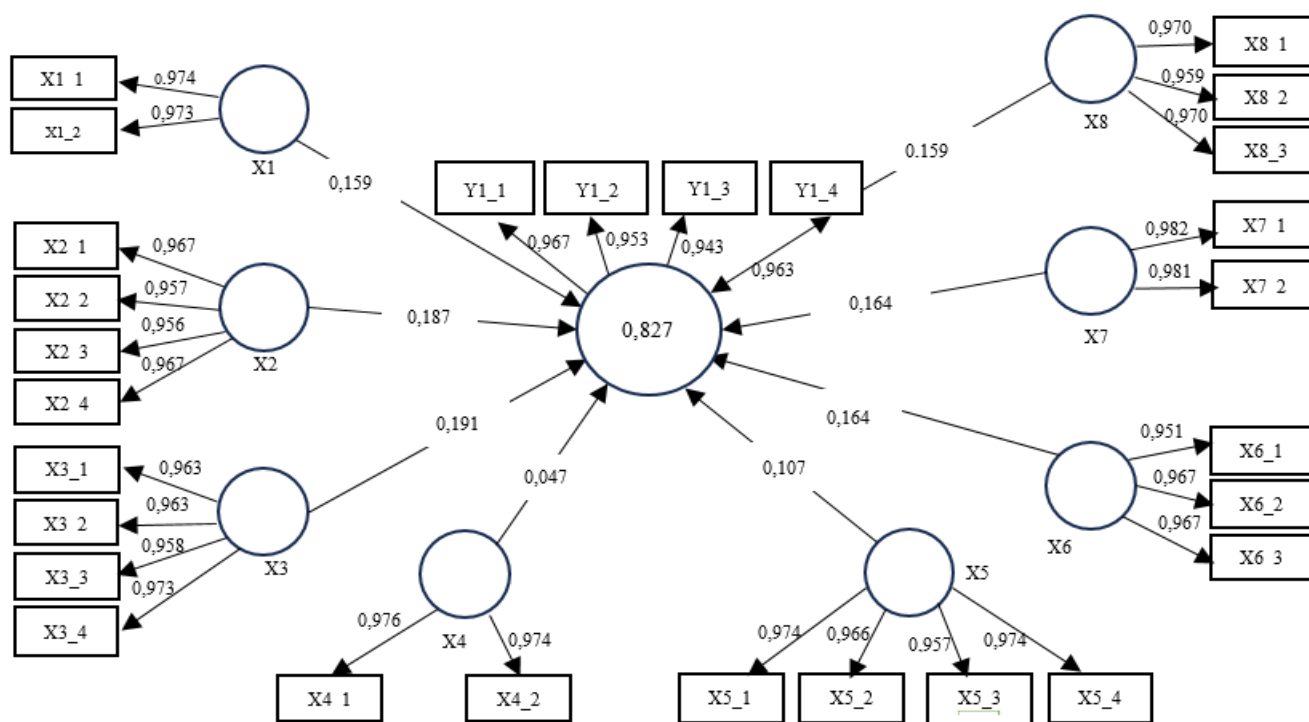 X1 1
0.974
X1_2
0,973
X1
0,159
X2 1
0,967
X2 2
0,957
X2 3
0,956
X2 4
0,967
X2
0,187
X3_1
0,963
X3 2
0,963
X3_3
0,958
X3_4
0,973
X3
0,191
X4 1
0,976
X4_2
0,974
X4
0,047
Y1_1
Y1_2
Y1_3
Y1_4
0,967
0,953
0,943
0,963
0,827
X5_1
0,974
X5_2
0,966
X5_3
0,957
X5_4
0,974
X5
0,107
X6_1
0,951
X6_2
0,967
X6 3
0,967
X6
0,164
X7 1
0,982
X7 2
0,981
X7
0,164
X8 1
0,970
X8 2
0,959
X8_3
0,970
X8
0.159